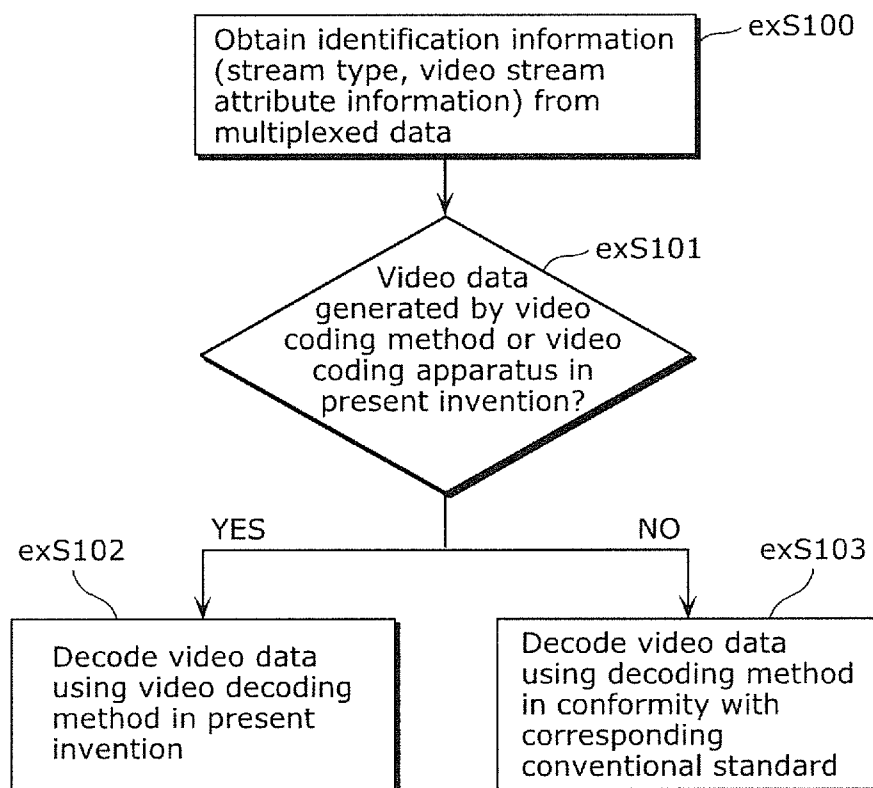 exS100
Obtain identification information
(stream type, video stream
attribute information) from
multiplexed data
exS101
Video data
generated by video
coding method or video
coding apparatus in
present invention?
YES
NO
exS102
exS103
Decode video data
using video decoding
method in present
invention
Decode video data
using decoding method
in conformity with
corresponding
conventional standard